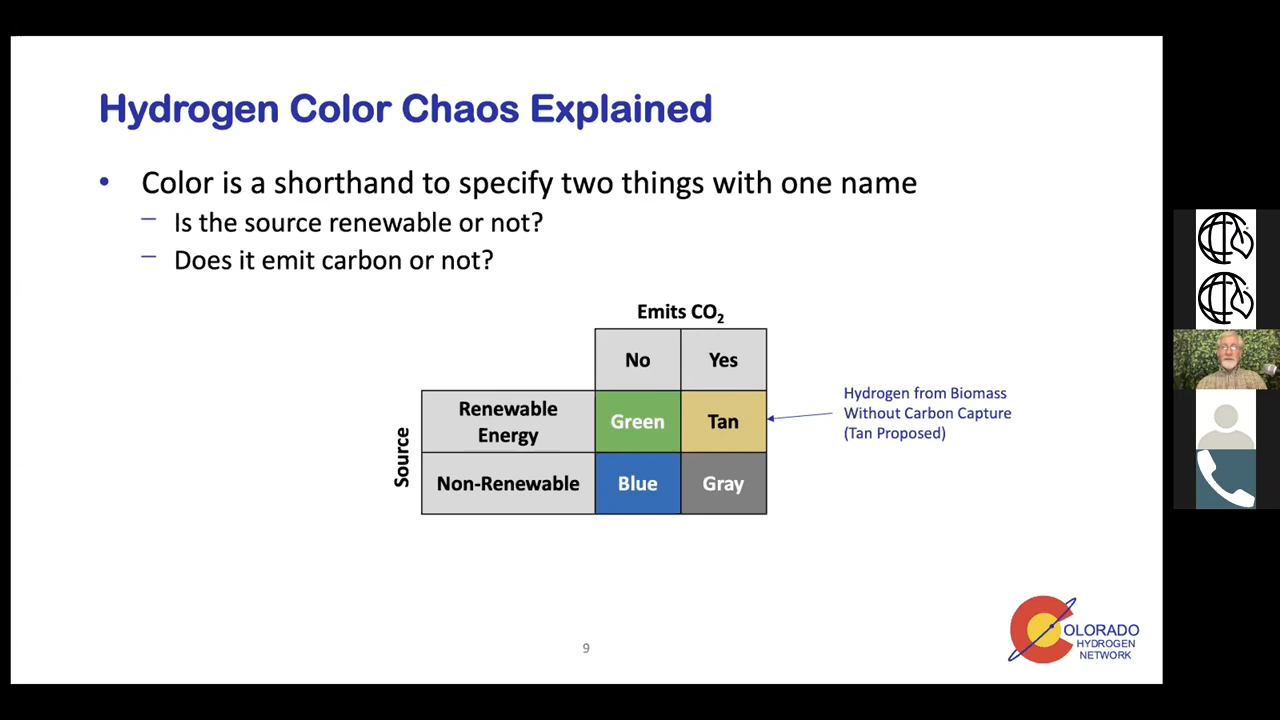 Hydrogen Color Chaos Explained
• Color is a shorthand to specify two things with one name
– Is the source renewable or not?
– Does it emit carbon or not?
Emits CO₂
No Yes
Renewable
Energy
Green Tan
Hydrogen from Biomass
Without Carbon Capture
(Tan Proposed)
Source
Non-Renewable Blue Gray
9
COLORADO
HYDROGEN
NETWORK